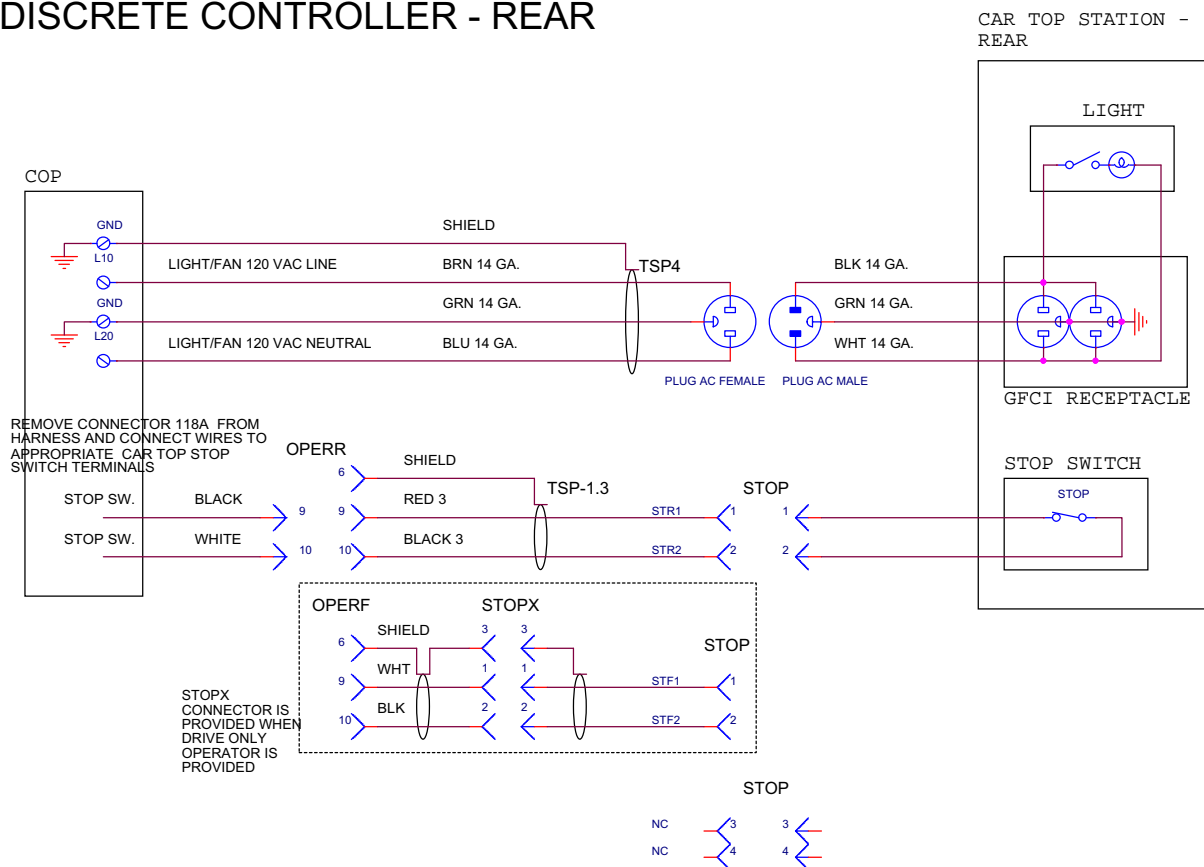 DISCRETE CONTROLLER - REAR
CAR TOP STATION -
REAR
LIGHT
COP
GND
SHIELD
L10
LIGHT/FAN 120 VAC LINE
BRN 14 GA.
TSP4
BLK 14 GA.
GND
GRN 14 GA.
GRN 14 GA.
L20
LIGHT/FAN 120 VAC NEUTRAL
BLU 14 GA.
WHT 14 GA.
PLUG AC FEMALE
PLUG AC MALE
GFCI RECEPTACLE
REMOVE CONNECTOR 118A FROM
HARNESS AND CONNECT WIRES TO
APPROPRIATE CAR TOP STOP
SWITCH TERMINALS
OPERR
6
SHIELD
STOP SWITCH
STOP SW.
BLACK
9
9
RED 3
TSP-1.3
STR1
STOP
1
1
STOP
STOP SW.
WHITE
10
10
BLACK 3
STR2
2
2
OPERF
STOPX
6
SHIELD
3
3
STOP
9
WHT
1
1
STF1
1
10
BLK
2
2
STF2
2
STOPX
CONNECTOR IS
PROVIDED WHEN
DRIVE ONLY
OPERATOR IS
PROVIDED
STOP
NC
3
3
NC
4
4